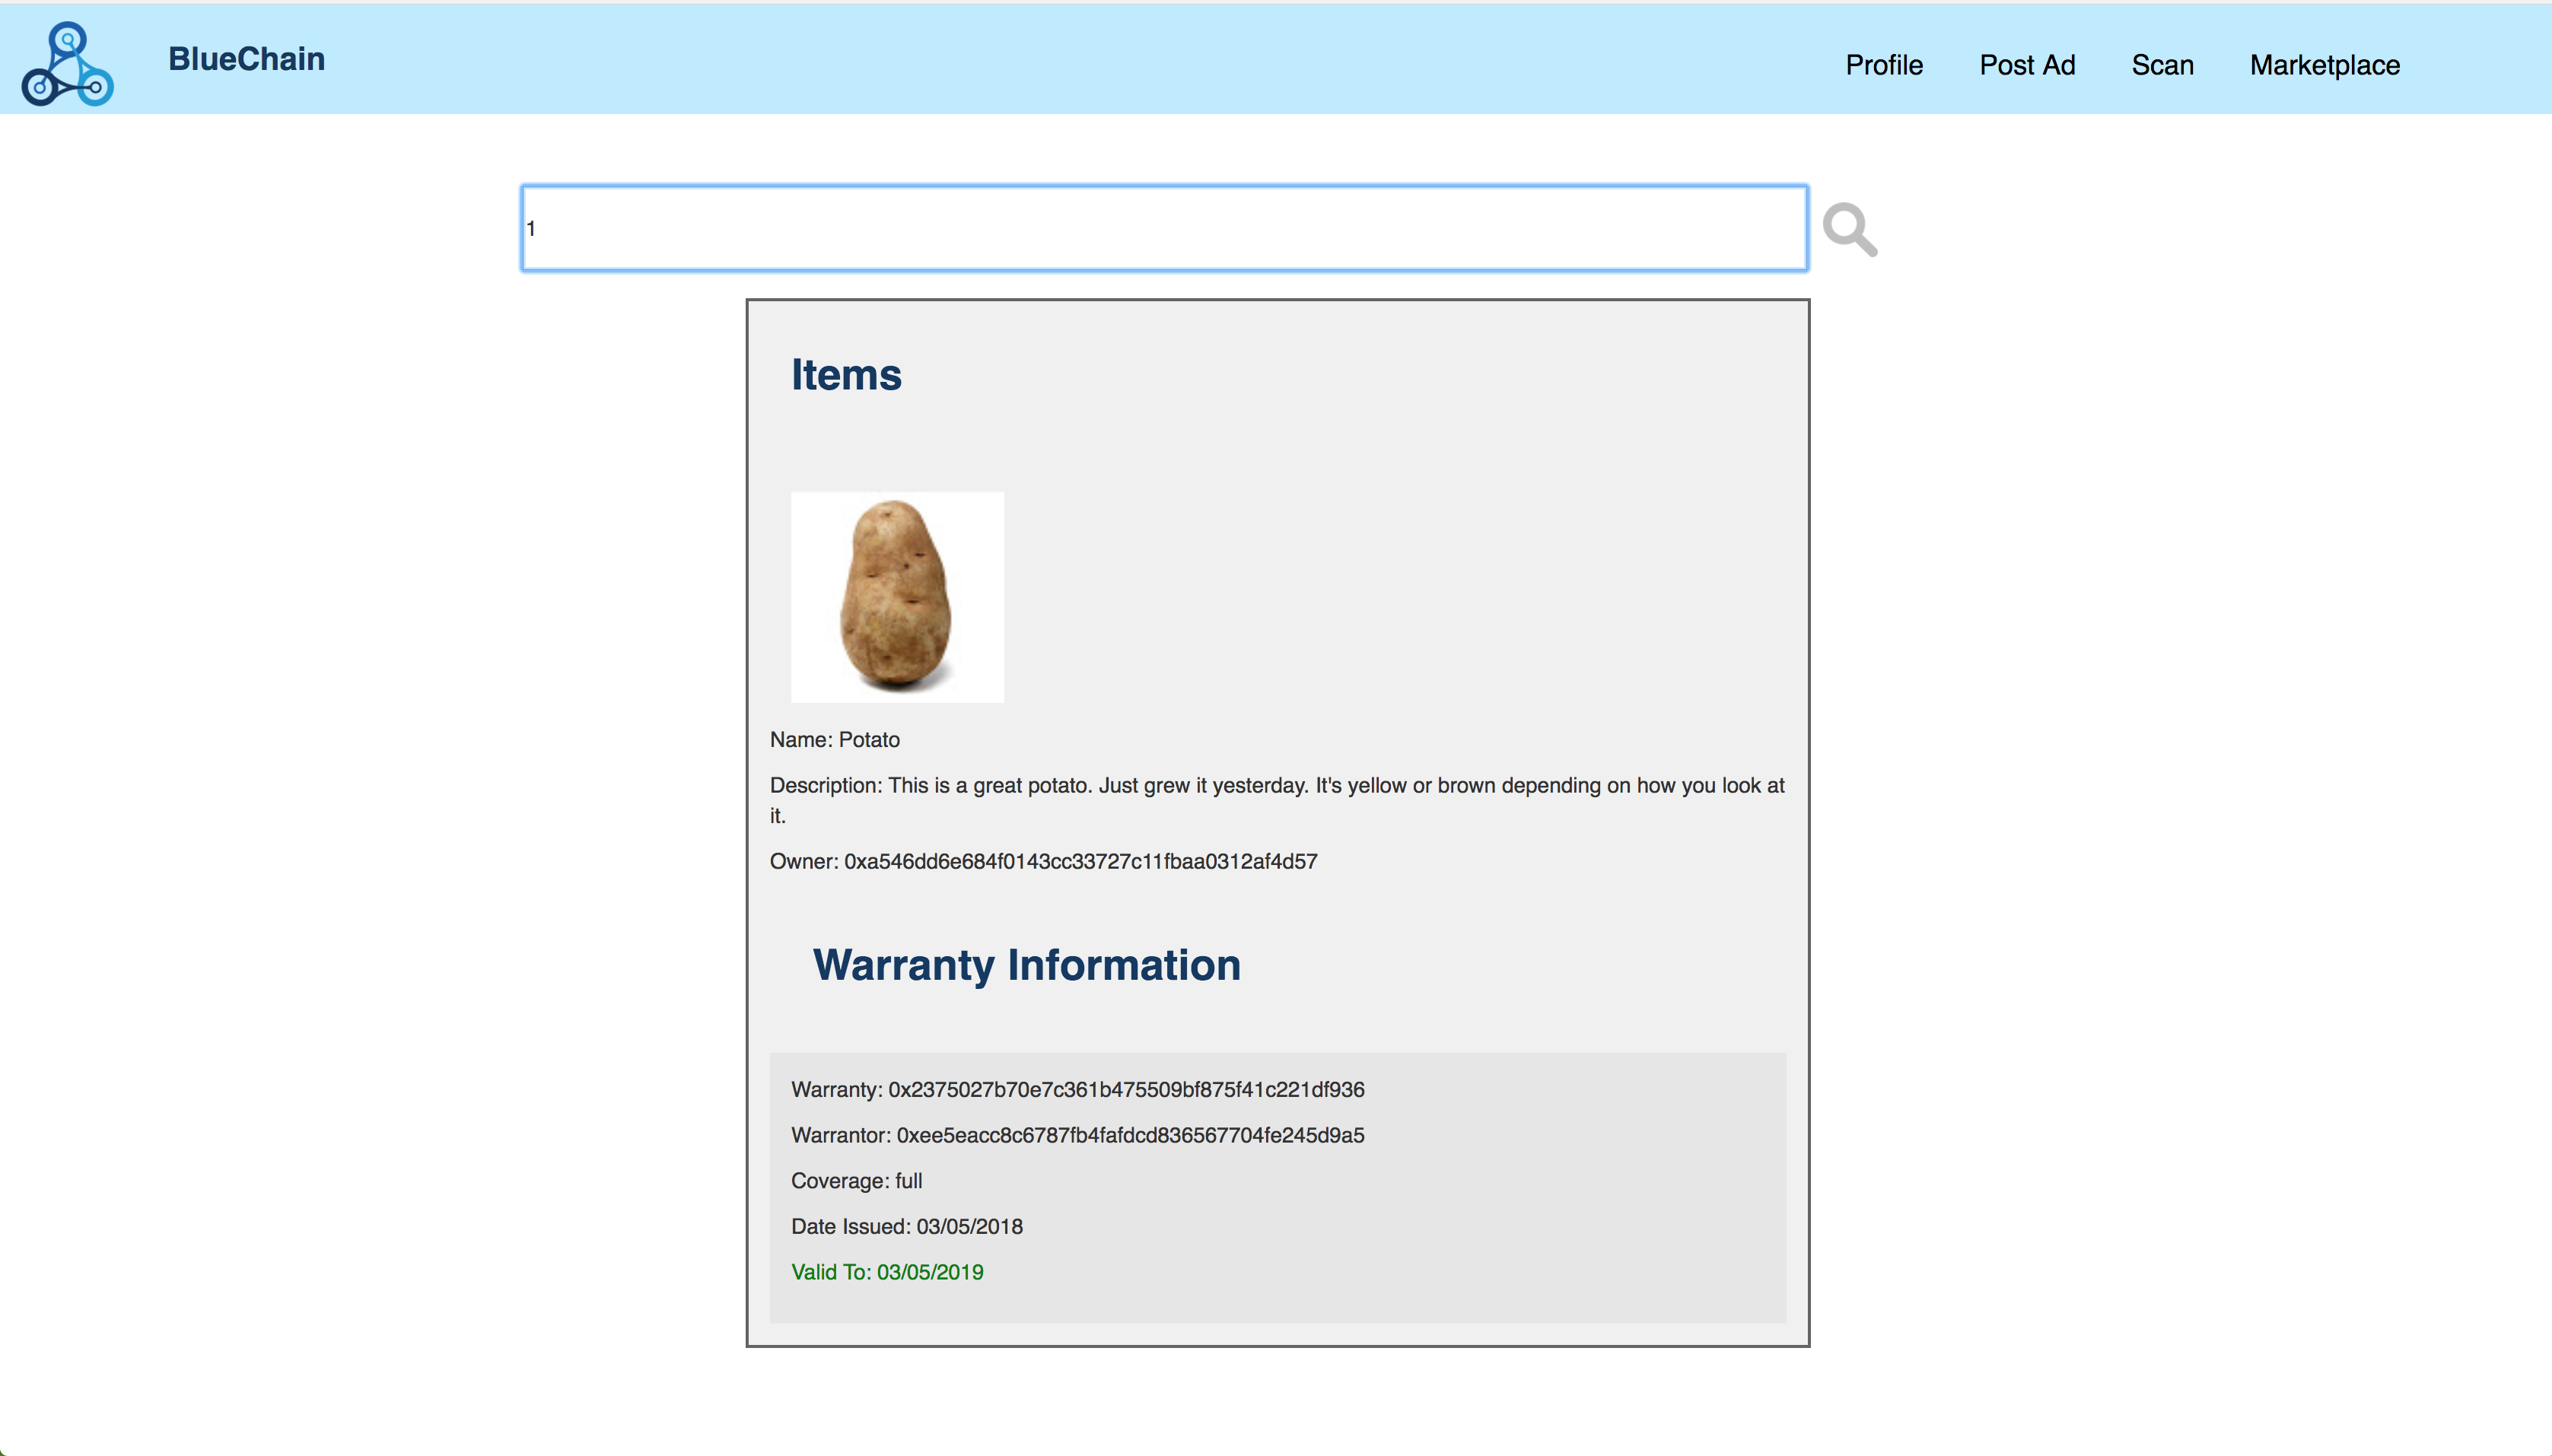 BlueChain
Profile
Post Ad
Scan
Marketplace
1
Items
Name: Potato
Description: This is a great potato. Just grew it yesterday. It's yellow or brown depending on how you look at
it.
Owner: 0xa546dd6e684f0143cc33727c11fbaa0312af4d57
Warranty Information
Warranty: 0x2375027b70e7c361b475509bf875f41c221df936
Warrantor: 0xee5eacc8c6787fb4fafdcd836567704fe245d9a5
Coverage: full
Date Issued: 03/05/2018
Valid To: 03/05/2019